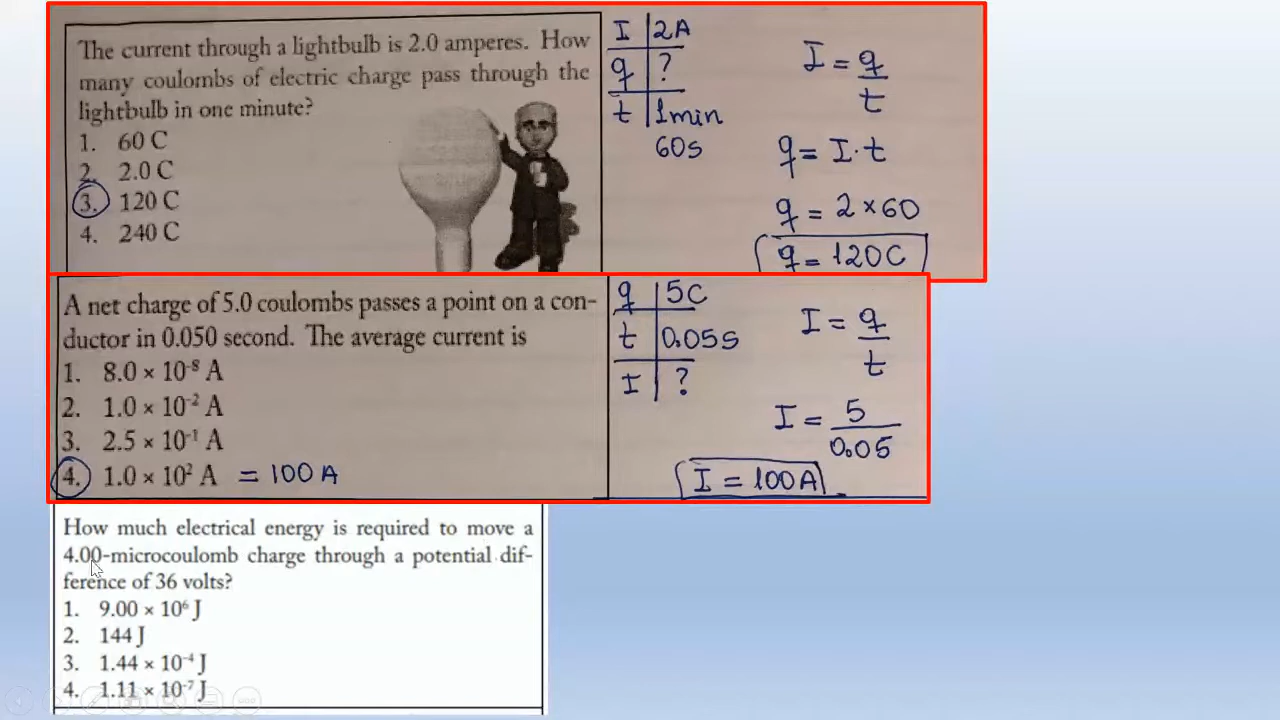 The current through a lightbulb is 2.0 amperes. How
many coulombs of electric charge pass through the
lightbulb in one minute?
1. 60 C
2. 2.0 C
3. 120 C
4. 240 C
I 2A
q ?
t 1min
60s
I = q
t
q = I · t
q = 2 × 60
q = 120C
A net charge of 5.0 coulombs passes a point on a con-
ductor in 0.050 second. The average current is
1. 8.0 × 10⁻⁸ A
2. 1.0 × 10⁻² A
3. 2.5 × 10⁻¹ A
4. 1.0 × 10² A = 100 A
q 5C
t 0.05s
I ?
I = q
t
I = 5
0.05
I = 100A
How much electrical energy is required to move a
4.00-microcoulomb charge through a potential dif-
ference of 36 volts?
1. 9.00 × 10⁶ J
2. 144 J
3. 1.44 × 10⁻⁴ J
4. 1.11 × 10⁻⁷ J